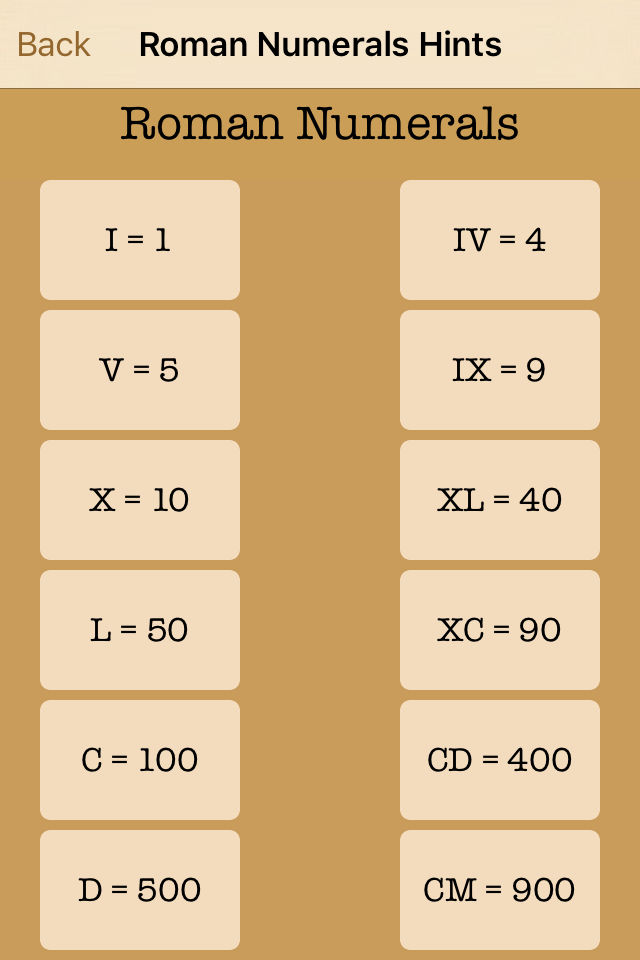 Back Roman Numerals Hints
Roman Numerals
I = 1 IV = 4
V = 5 IX = 9
X = 10 XL = 40
L = 50 XC = 90
C = 100 CD = 400
D = 500 CM = 900